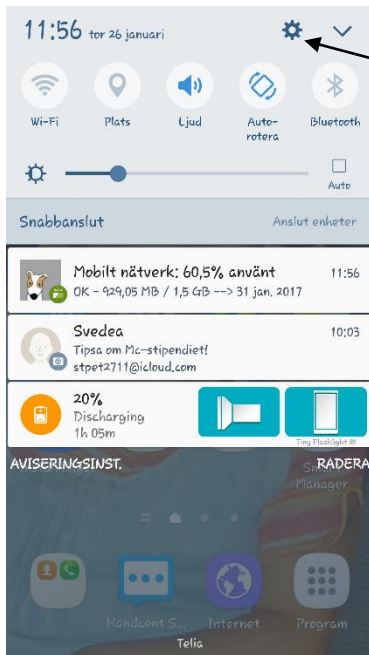 11:56 tor 26 januari
Wi-Fi Plats Ljud Auto- Bluetooth
rotera
Auto
Snabbanslut Anslut enheter
Mobilt nätverk: 60,5% använt 11:56
OK - 929,05 MB / 1,5 GB --> 31 jan. 2017
Svedea 10:03
Tipsa om Mc-stipendiet!
stpet2711@icloud.com
20%
Discharging
1h 05m
Tiny Flashlight ®
AVISERINGSINST. RADERA
Manager
Handcent S... Internet Program
Telia